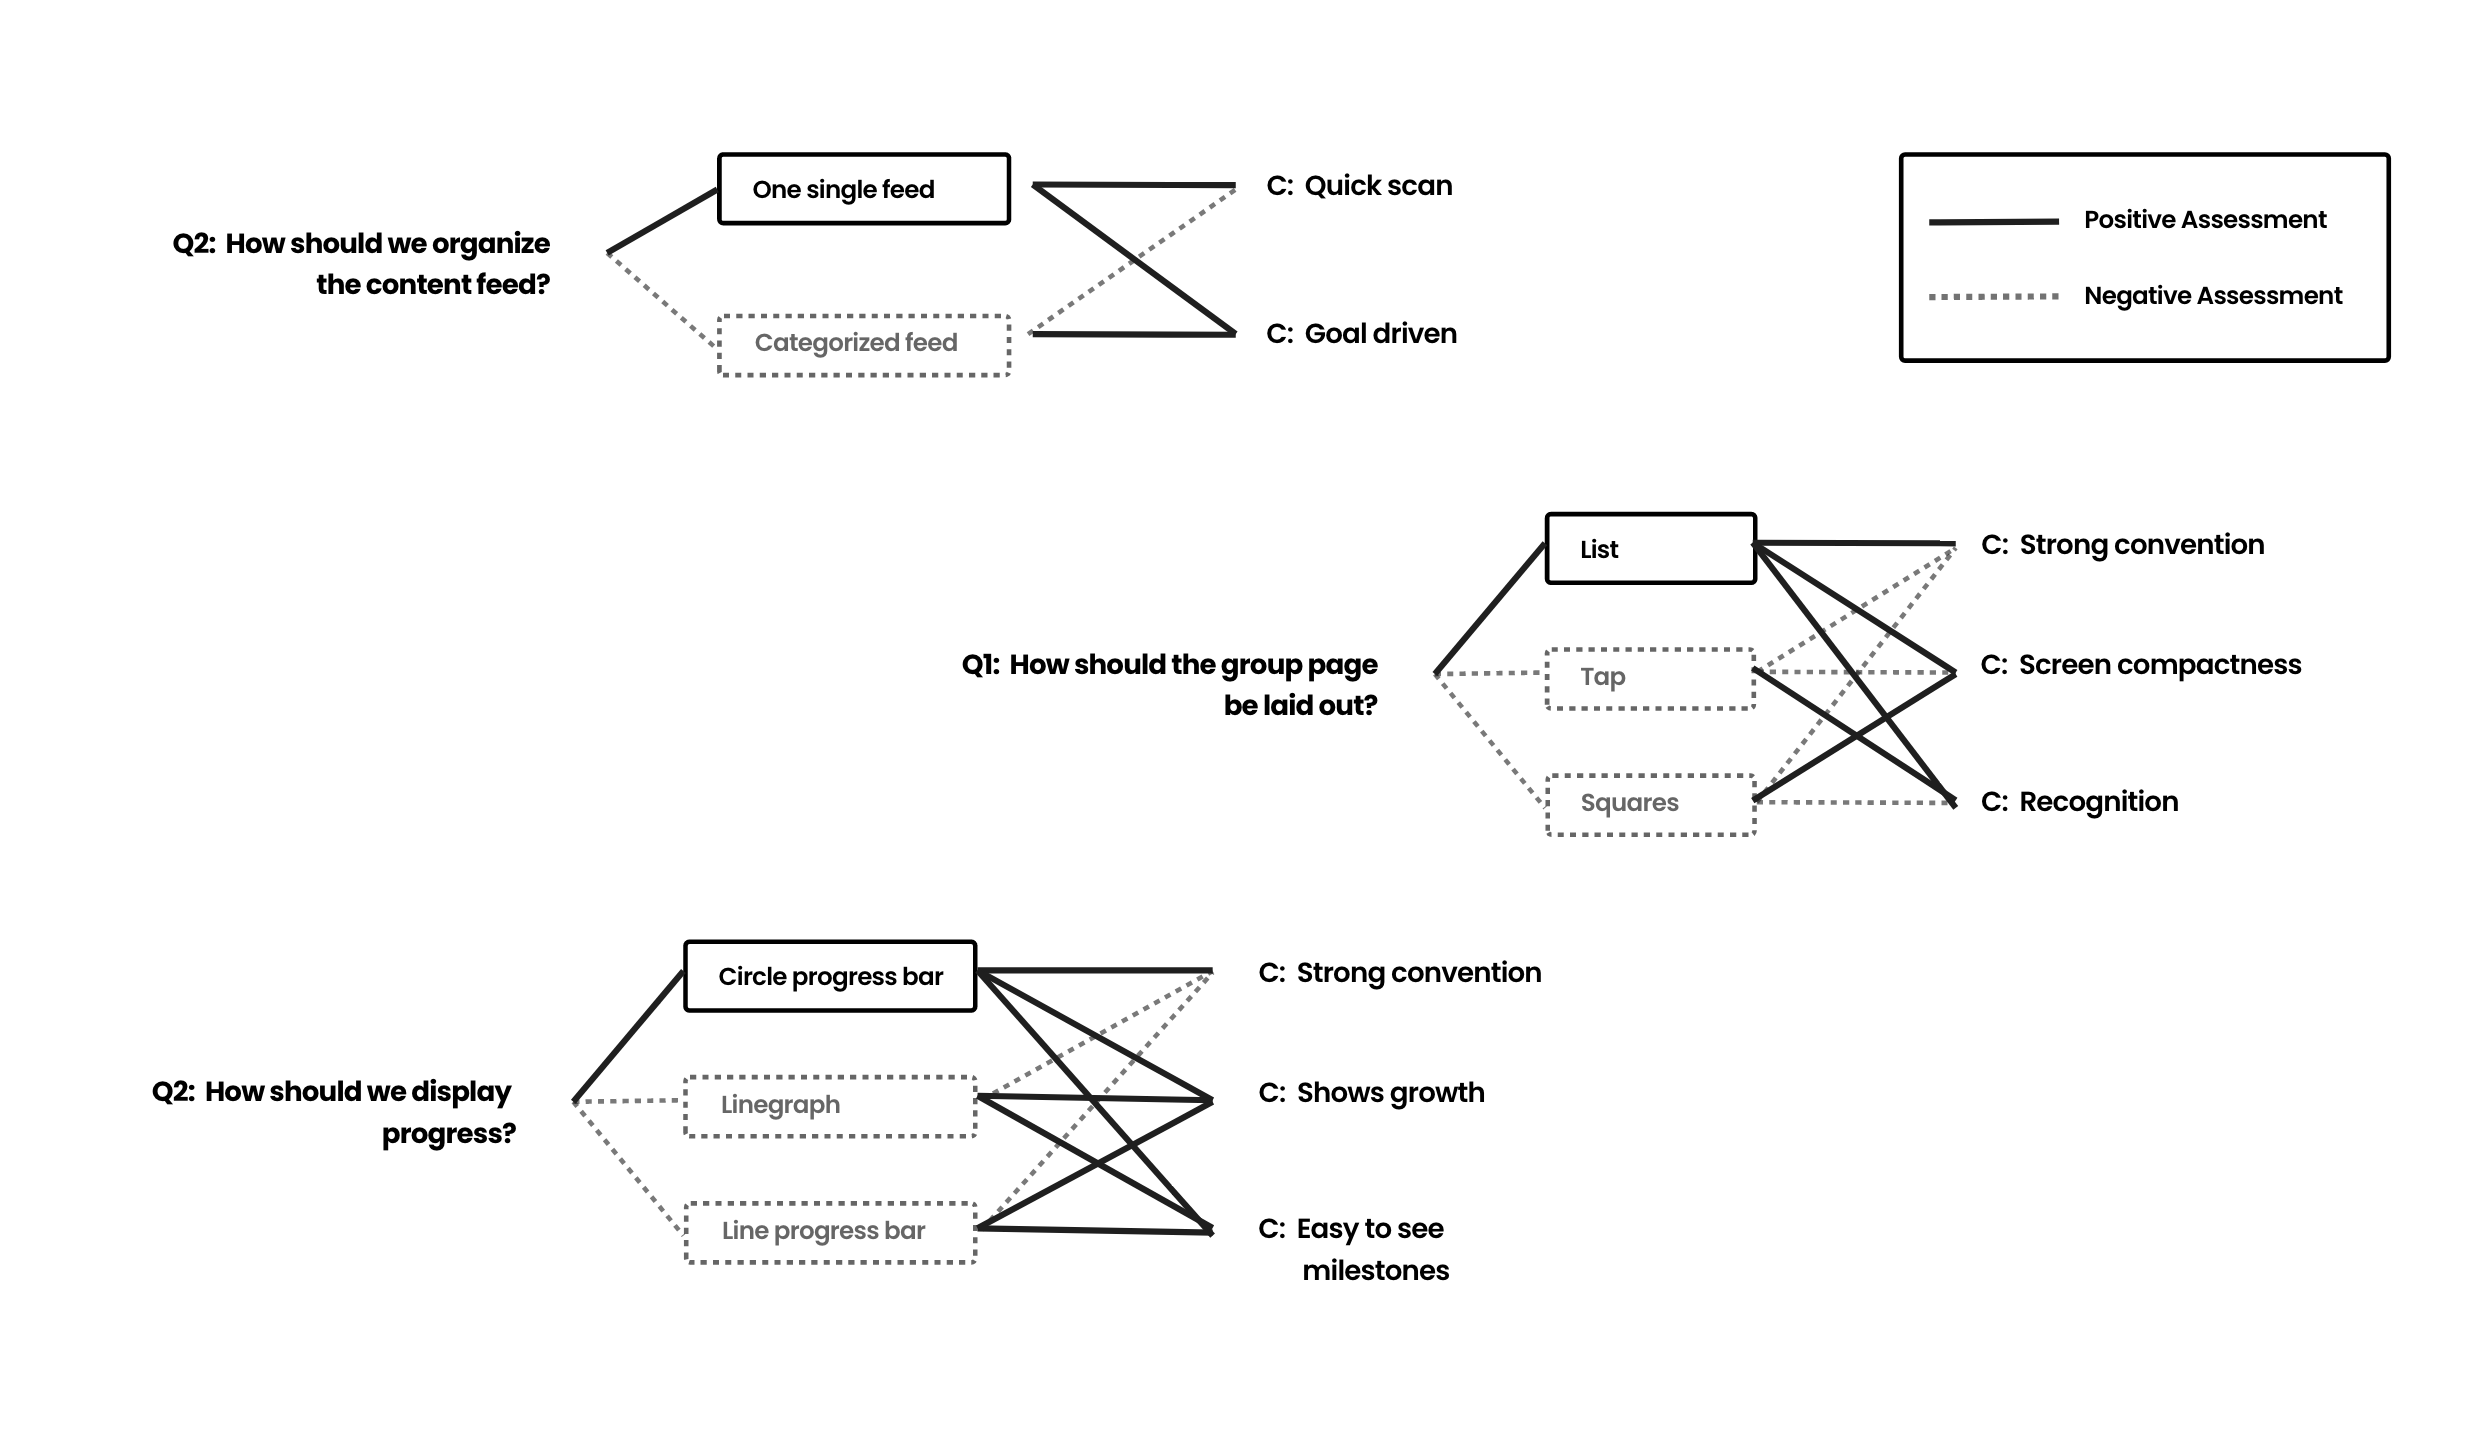 One single feed
C: Quick scan
Q2: How should we organize
the content feed?
Categorized feed
C: Goal driven
Positive Assessment
Negative Assessment
List
C: Strong convention
Q1: How should the group page
be laid out?
Tap
C: Screen compactness
Squares
C: Recognition
Circle progress bar
C: Strong convention
Q2: How should we display
progress?
Linegraph
C: Shows growth
Line progress bar
C: Easy to see
milestones